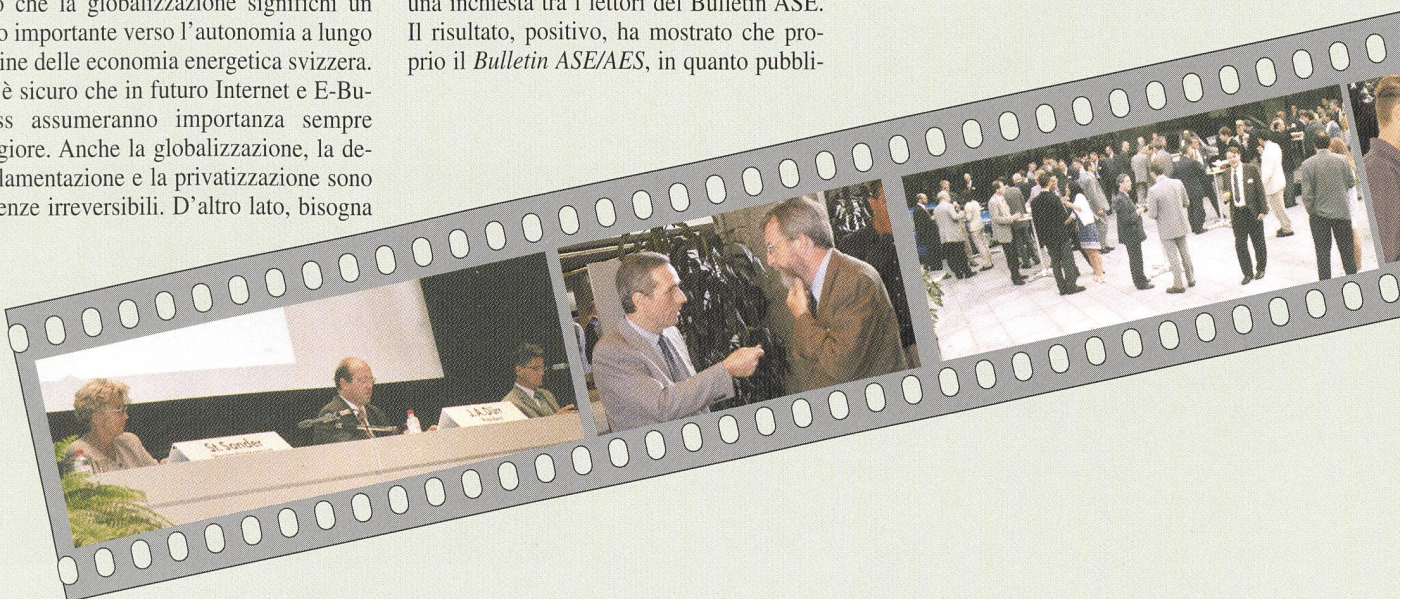 che la globalizzazione significhi un
importante verso l'autonomia a lungo
ine delle economia energetica svizzera.
è sicuro che in futuro Internet e E-Bu-
ss assumeranno importanza sempre
giore. Anche la globalizzazione, la de-
lamentazione e la privatizzazione sono
enze irreversibili. D'altro lato, bisogna
una inchiesta tra i lettori del Bulletin ASE.
Il risultato, positivo, ha mostrato che pro-
prio il Bulletin ASE/AES, in quanto pubbli-
St. Sonder
J.A. Dürr
Präsident